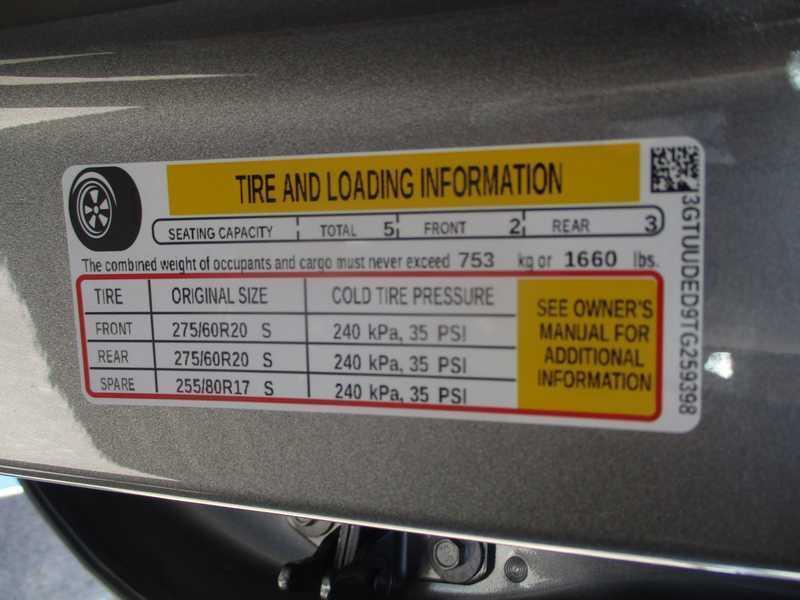 TIRE AND LOADING INFORMATION
SEATING CAPACITY TOTAL 5 FRONT 2 REAR 3
The combined weight of occupants and cargo must never exceed 753 kg or 1660 lbs.
TIRE ORIGINAL SIZE COLD TIRE PRESSURE
FRONT 275/60R20 S 240 kPa, 35 PSI
REAR 275/60R20 S 240 kPa, 35 PSI
SPARE 255/80R17 S 240 kPa, 35 PSI
SEE OWNER'S
MANUAL FOR
ADDITIONAL
INFORMATION
3GTUUDED9TG259398